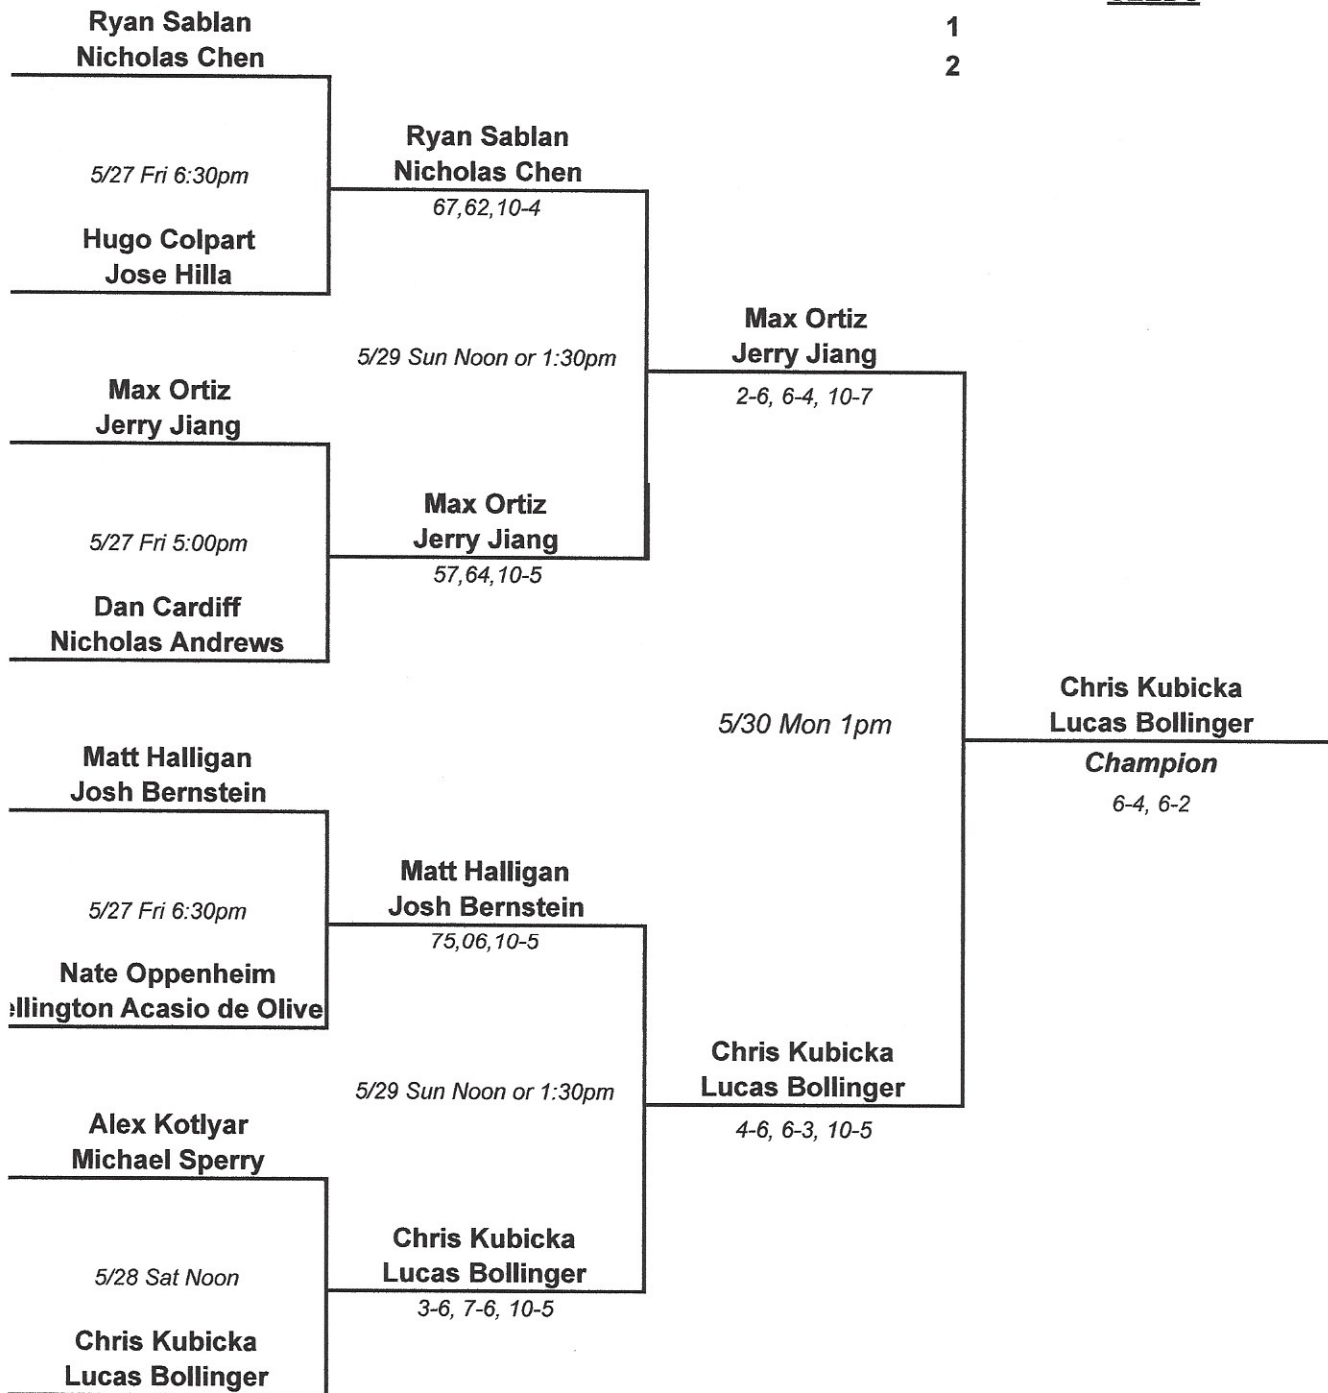 Ryan Sablan
Nicholas Chen
1
2
Ryan Sablan
Nicholas Chen
5/27 Fri 6:30pm
67,62,10-4
Hugo Colpart
Jose Hilla
Max Ortiz
Jerry Jiang
5/29 Sun Noon or 1:30pm
2-6, 6-4, 10-7
Max Ortiz
Jerry Jiang
Max Ortiz
Jerry Jiang
5/27 Fri 5:00pm
57,64,10-5
Dan Cardiff
Nicholas Andrews
Chris Kubicka
Lucas Bollinger
5/30 Mon 1pm
Champion
6-4, 6-2
Matt Halligan
Josh Bernstein
Matt Halligan
Josh Bernstein
5/27 Fri 6:30pm
75,06,10-5
Nate Oppenheim
ellington Acasio de Olive
Chris Kubicka
Lucas Bollinger
5/29 Sun Noon or 1:30pm
4-6, 6-3, 10-5
Alex Kotlyar
Michael Sperry
Chris Kubicka
Lucas Bollinger
5/28 Sat Noon
3-6, 7-6, 10-5
Chris Kubicka
Lucas Bollinger